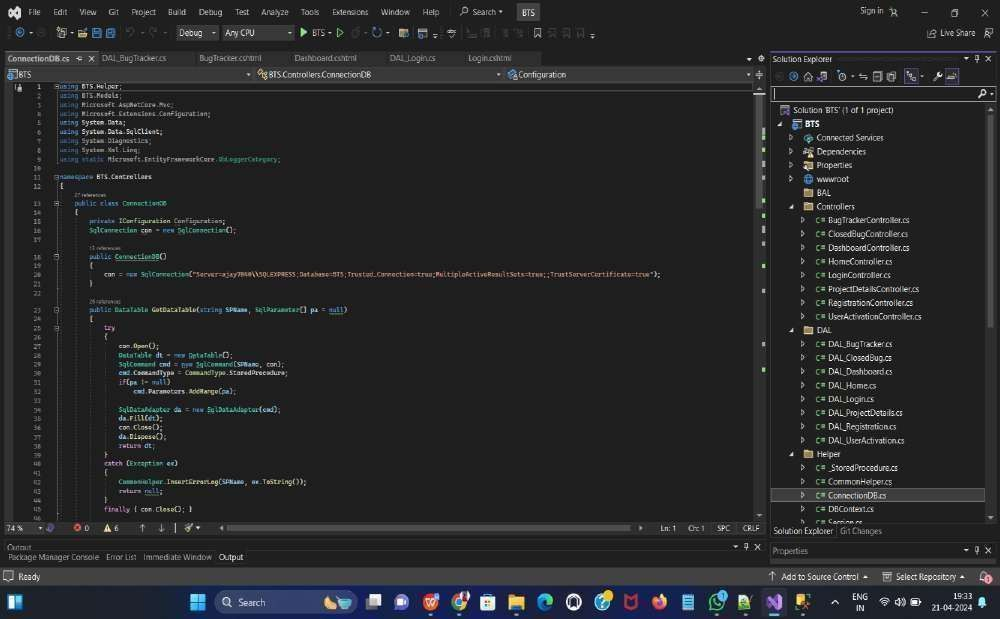 File Edit View Git Project Build Debug Test Analyze Tools Extensions Window Help Search BTS Sign in
Debug Any CPU BTS Live Share
ConnectionDB.cs DAL_BugTracker.cs BugTracker.cshtml Dashboard.cshtml DAL_Login.cs Login.cshtml
BTS BTS.Controllers.ConnectionDB Configuration
1 using BTS.Helper;
2 using BTS.Models;
3 using Microsoft.AspNetCore.Mvc;
4 using Microsoft.Extensions.Configuration;
5 using System.Data;
6 using System.Data.SqlClient;
7 using System.Diagnostics;
8 using System.Xml.Linq;
9 using static Microsoft.EntityFrameworkCore.DbLoggerCategory;
10
11 namespace BTS.Controllers
12 {
27 references
13 public class ConnectionDB
14 {
15 private IConfiguration Configuration;
16 SqlConnection con = new SqlConnection();
17
13 references
18 public ConnectionDB()
19 {
20 con = new SqlConnection("Server=ajay7840\\SQLEXPRESS;Database=BTS;Trusted_Connection=true;MultipleActiveResultSets=true;;TrustServerCertificate=true");
21 }
22
26 references
23 public DataTable GetDataTable(string SPName, SqlParameter[] pa = null)
24 {
25 try
26 {
27 con.Open();
28 DataTable dt = new DataTable();
29 SqlCommand cmd = new SqlCommand(SPName, con);
30 cmd.CommandType = CommandType.StoredProcedure;
31 if(pa != null)
32 cmd.Parameters.AddRange(pa);
33
34 SqlDataAdapter da = new SqlDataAdapter(cmd);
35 da.Fill(dt);
36 con.Close();
37 da.Dispose();
38 return dt;
39 }
40 catch (Exception ex)
41 {
42 CommonHelper.InsertErrorLog(SPName, ex.ToString());
43 return null;
44 }
45 finally { con.Close(); }
46
74 % 0 6 Ln: 1 Ch: 1 SPC CRLF
Output
Package Manager Console Error List Immediate Window Output
Solution Explorer
Solution 'BTS' (1 of 1 project)
BTS
Connected Services
Dependencies
Properties
wwwroot
BAL
Controllers
C# BugTrackerController.cs
C# ClosedBugController.cs
C# DashboardController.cs
C# HomeController.cs
C# LoginController.cs
C# ProjectDetailsController.cs
C# RegistrationController.cs
C# UserActivationController.cs
DAL
C# DAL_BugTracker.cs
C# DAL_ClosedBug.cs
C# DAL_Dashboard.cs
C# DAL_Home.cs
C# DAL_Login.cs
C# DAL_ProjectDetails.cs
C# DAL_Registration.cs
C# DAL_UserActivation.cs
Helper
C# _StoredProcedure.cs
C# CommonHelper.cs
C# ConnectionDB.cs
C# DBContext.cs
C# Session.cs
Solution Explorer Git Changes
Properties
Ready Add to Source Control Select Repository 1
Search ENG IN 19:33 21-04-2024